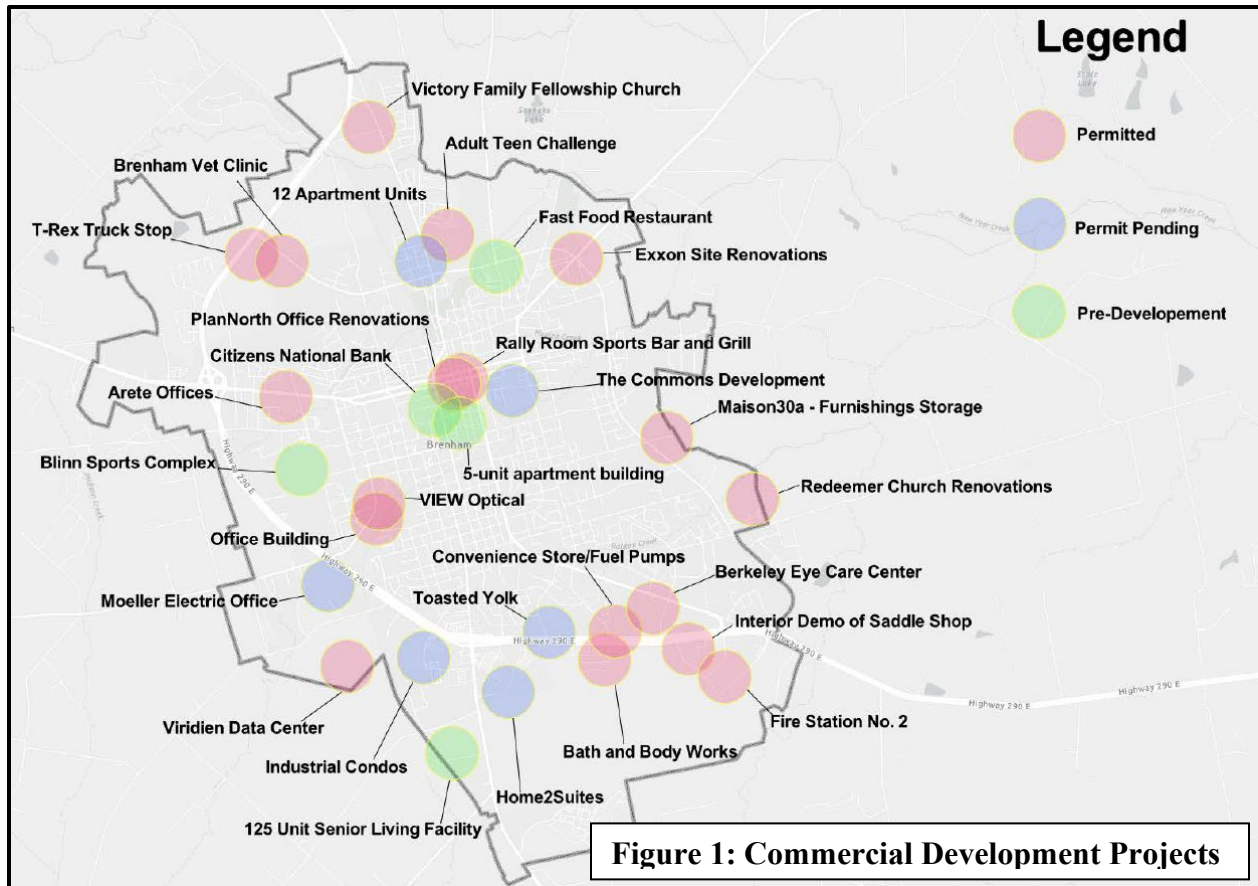 Legend
Permitted
Permit Pending
Pre-Developement
Victory Family Fellowship Church
Adult Teen Challenge
Brenham Vet Clinic
12 Apartment Units
Fast Food Restaurant
T-Rex Truck Stop
Exxon Site Renovations
PlanNorth Office Renovations
Rally Room Sports Bar and Grill
Citizens National Bank
The Commons Development
Arete Offices
Maison30a - Furnishings Storage
Brenham
Blinn Sports Complex
5-unit apartment building
Highway 290 E
Redeemer Church Renovations
VIEW Optical
Office Building
Convenience Store/Fuel Pumps
Highway 290 E
Berkeley Eye Care Center
Moeller Electric Office
Toasted Yolk
Interior Demo of Saddle Shop
Highway 290 E
Highway 290 E
Highway 290 E
Viridien Data Center
Fire Station No. 2
Industrial Condos
Bath and Body Works
Home2Suites
125 Unit Senior Living Facility
Figure 1: Commercial Development Projects